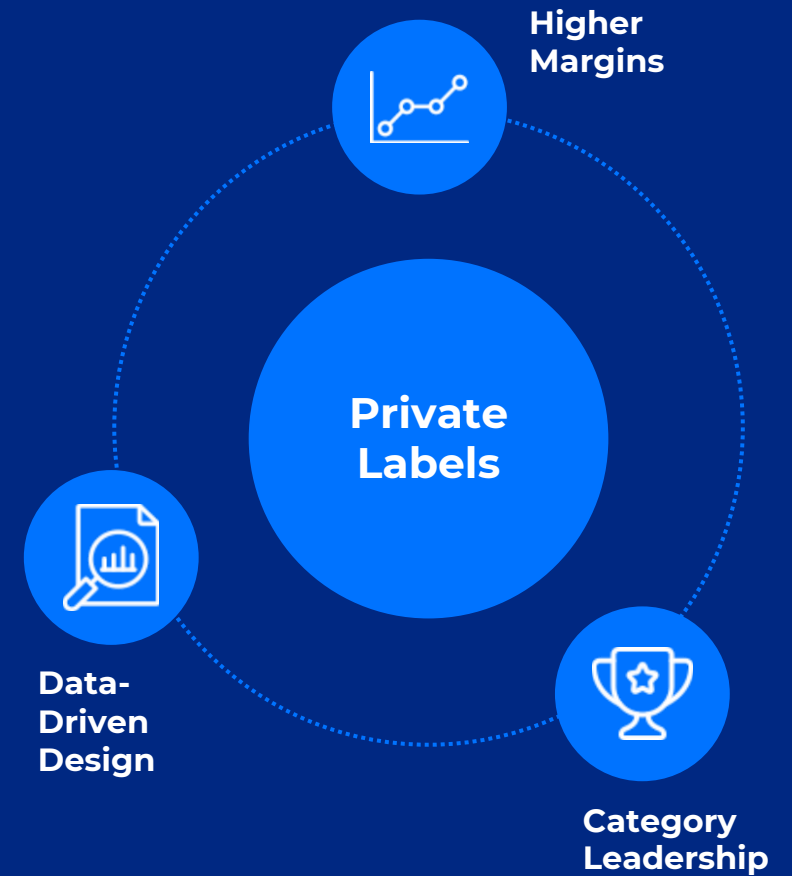 Higher
Margins
Private
Labels
Data-
Driven
Design
Category
Leadership